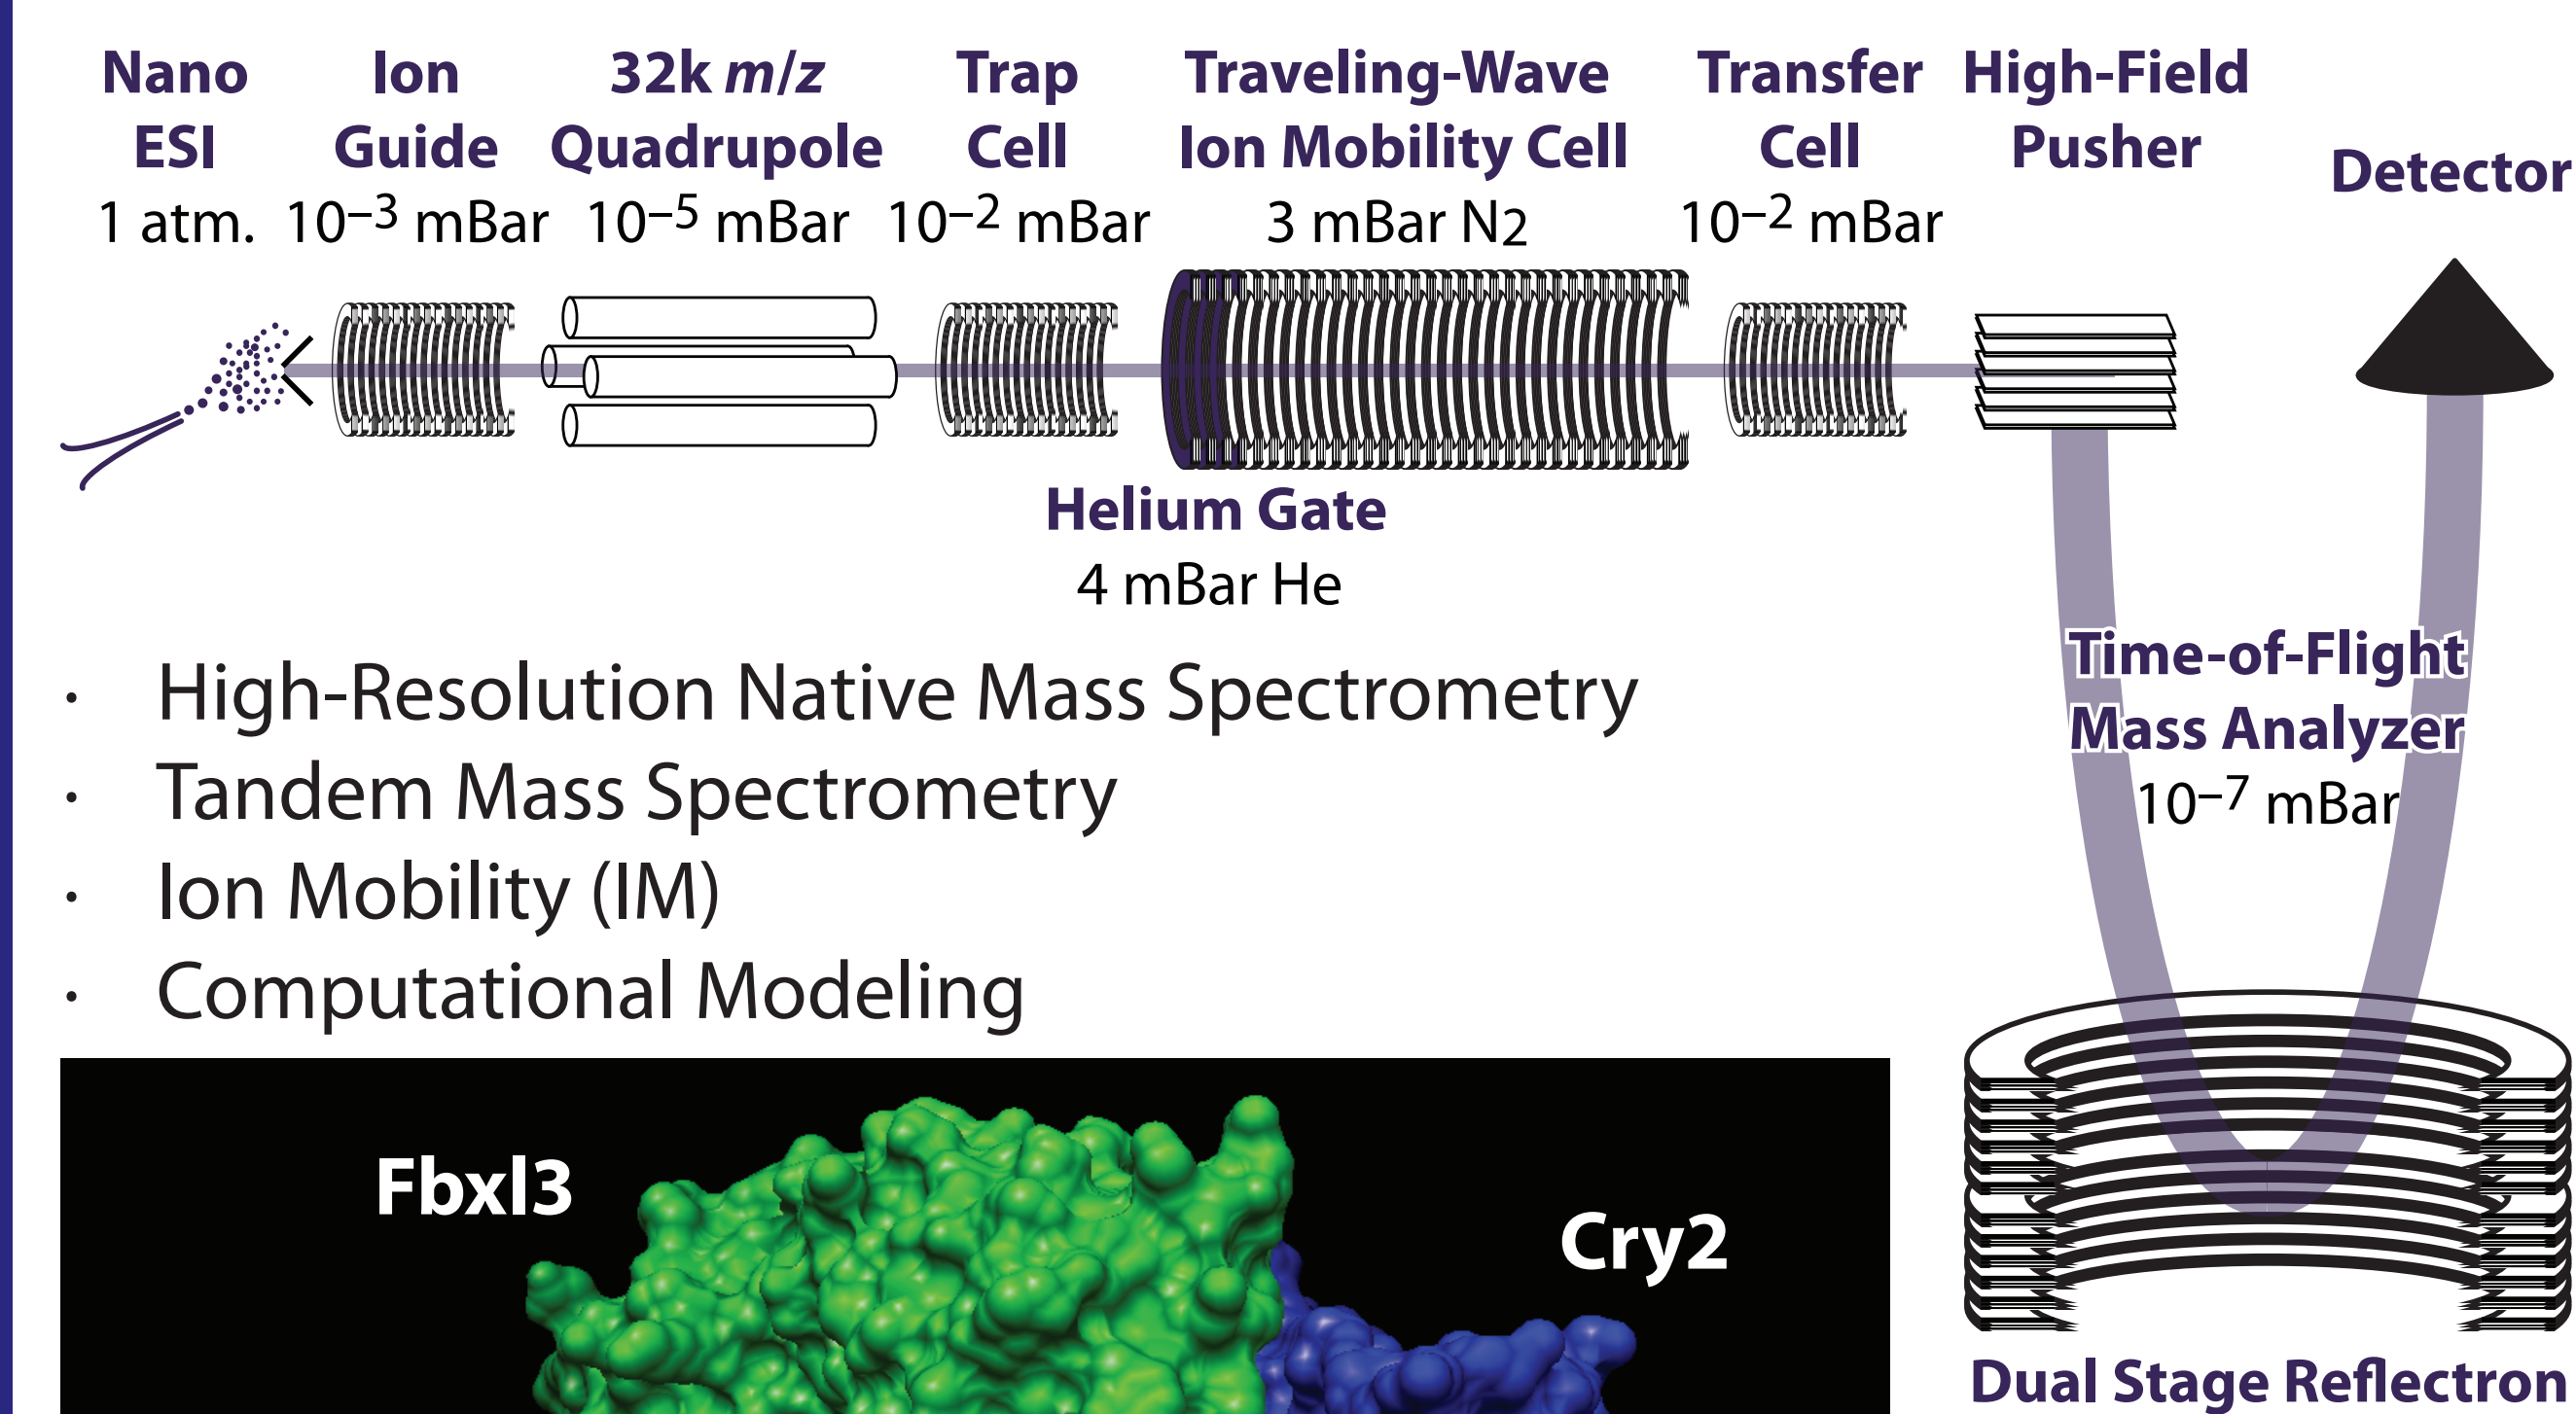 Nano
ESI
1 atm.
Ion
Guide
10⁻³ mBar
32k m/z
Quadrupole
10⁻⁵ mBar
Trap
Cell
10⁻² mBar
Traveling-Wave
Ion Mobility Cell
3 mBar N2
Transfer
Cell
10⁻² mBar
High-Field
Pusher
Detector
Helium Gate
4 mBar He
Time-of-Flight
Mass Analyzer
10⁻⁷ mBar
· High-Resolution Native Mass Spectrometry
· Tandem Mass Spectrometry
· Ion Mobility (IM)
· Computational Modeling
Fbxl3
Cry2
Dual Stage Reflectron